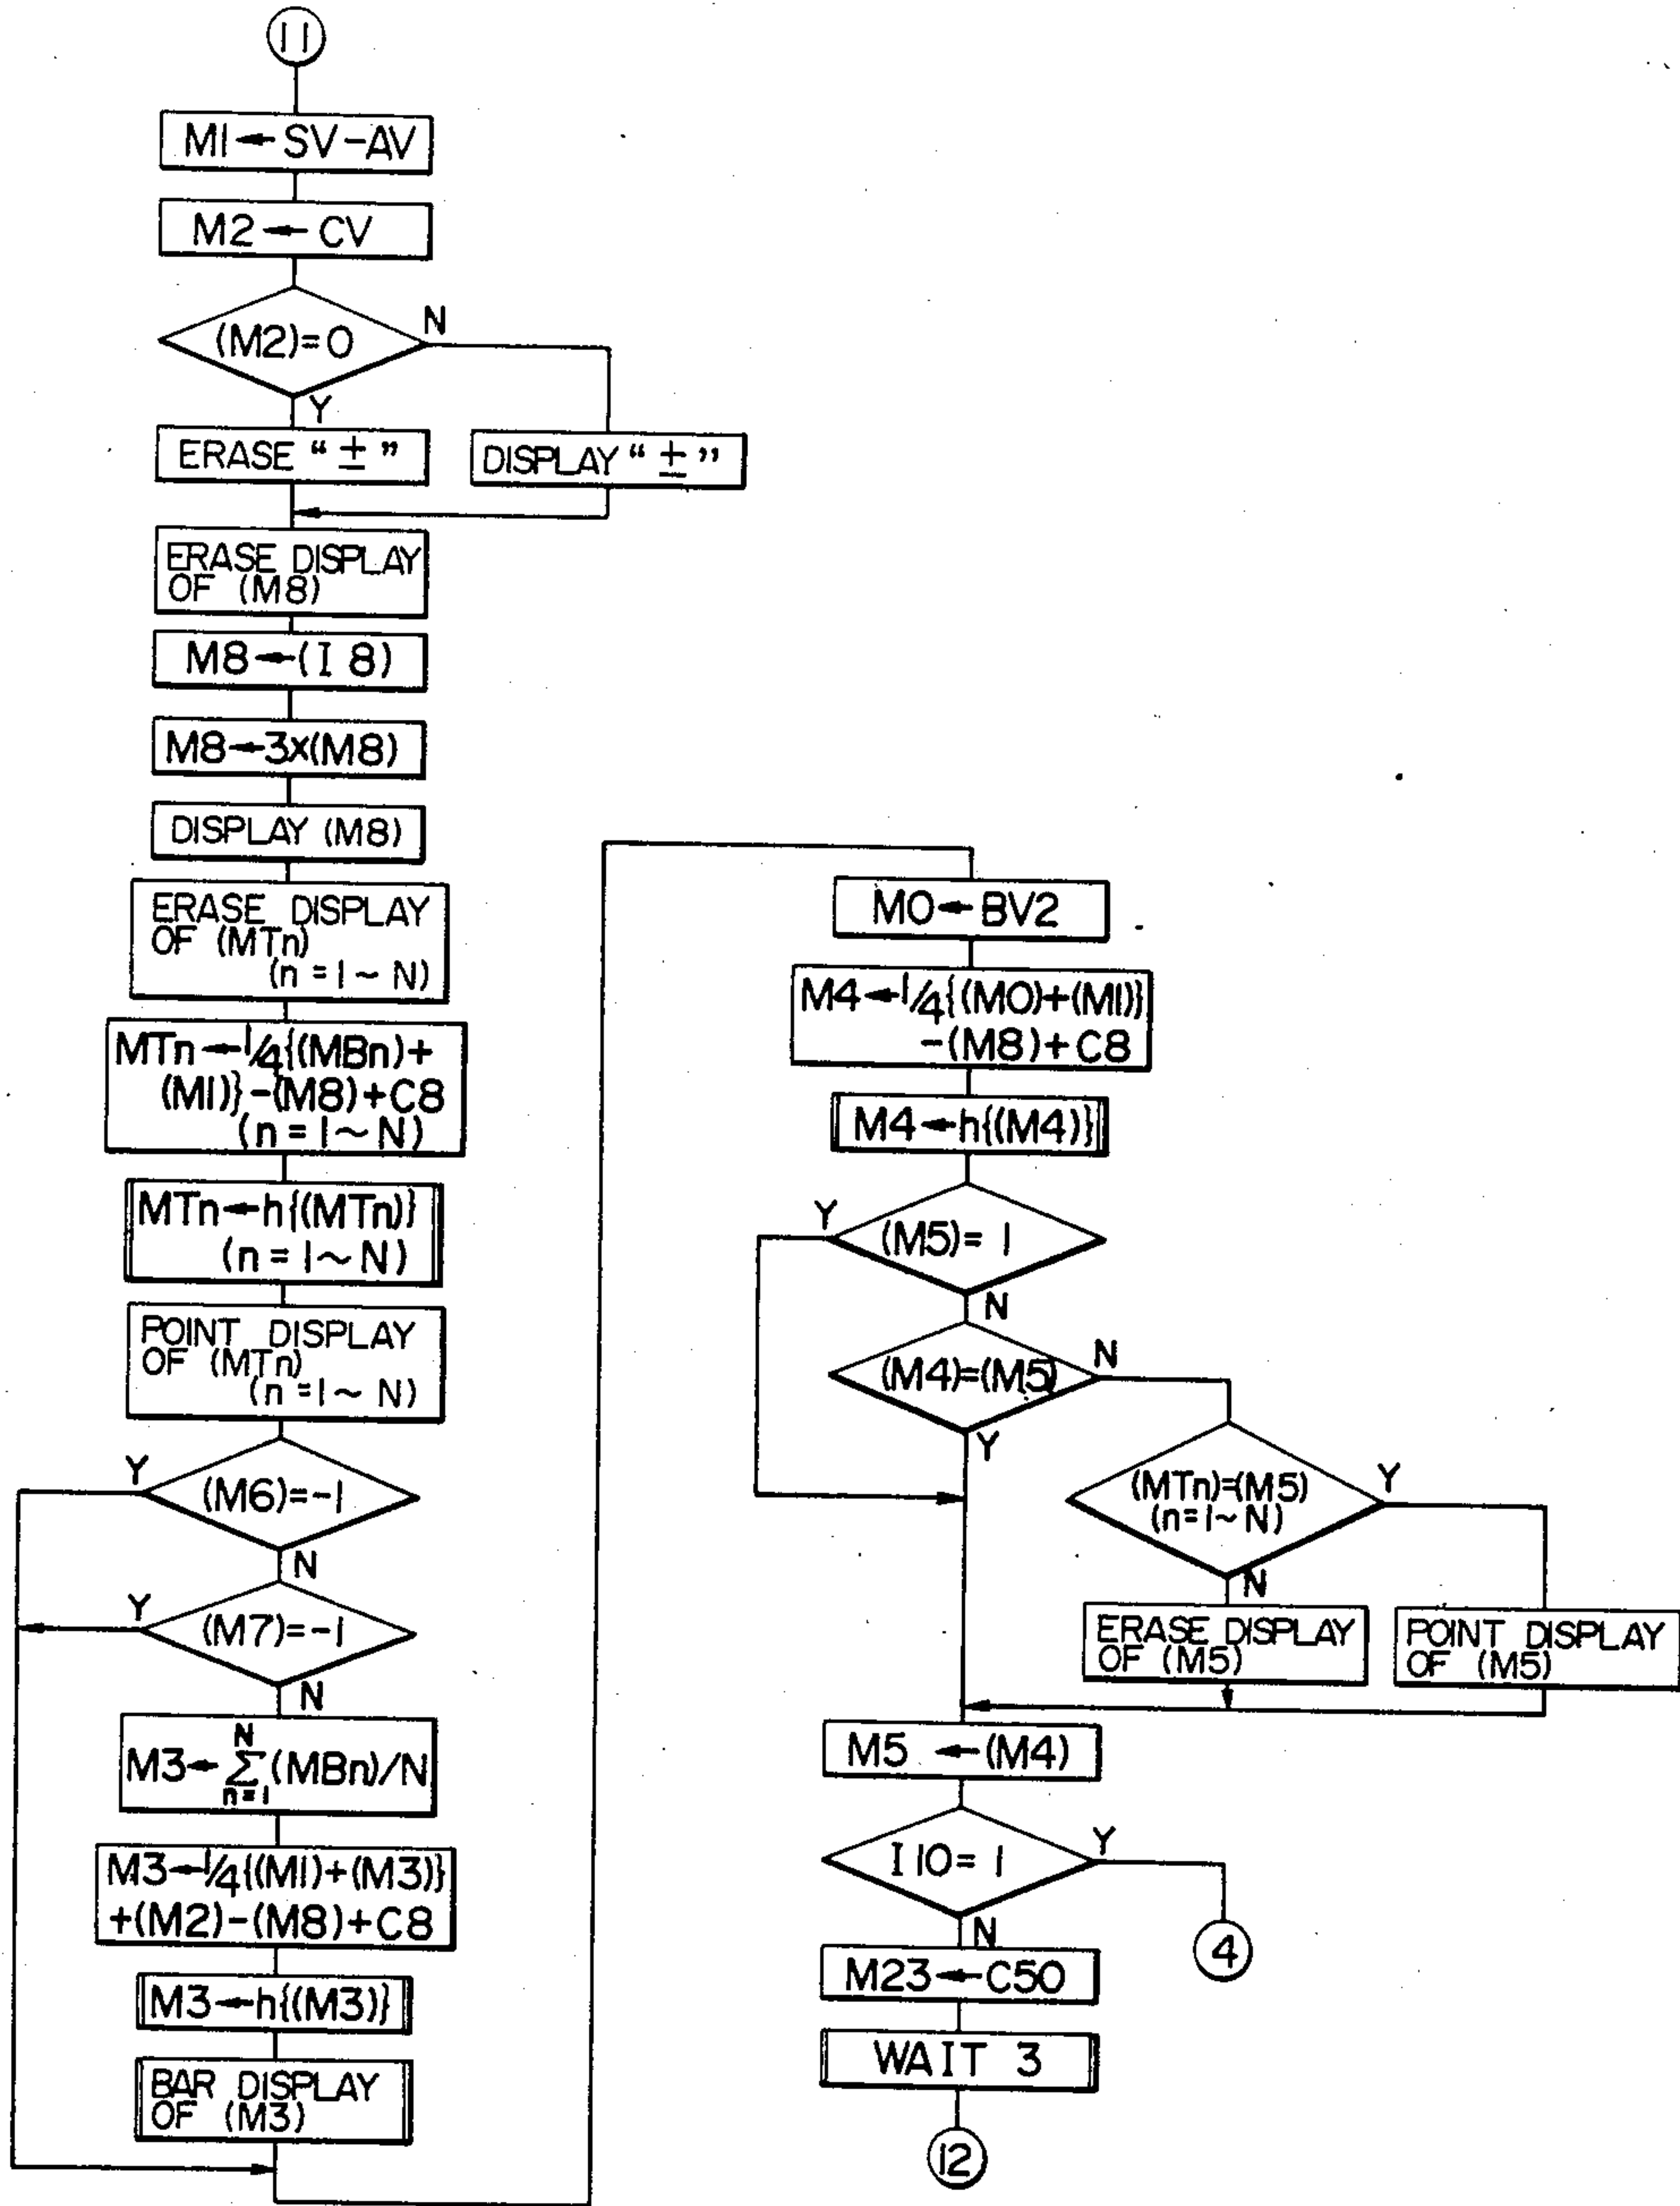 11
M1←SV-AV
M2←CV
(M2)=0
N
Y
ERASE "±"
DISPLAY "±"
ERASE DISPLAY
OF (M8)
M8←(I 8)
M8←3x(M8)
DISPLAY (M8)
ERASE DISPLAY
OF (MTn)
(n=1~N)
MTn←1/4{(MBn)+
(M1)}-(M8)+C8
(n=1~N)
MTn←h{(MTn)}
(n=1~N)
POINT DISPLAY
OF (MTn)
(n=1~N)
Y
(M6)=-1
N
Y
(M7)=-1
N
M3←∑(MBn)/N
N
n=1
M3←1/4{(M1)+(M3)}
+(M2)-(M8)+C8
M3←h{(M3)}
BAR DISPLAY
OF (M3)
M0←BV2
M4←1/4{(M0)+(M1)}
-(M8)+C8
M4←h{(M4)}
Y
(M5)=1
N
(M4)=(M5)
N
Y
(MTn)=(M5)
(n=1~N)
Y
N
ERASE DISPLAY
OF (M5)
POINT DISPLAY
OF (M5)
M5←(M4)
I10=1
Y
N
4
M23←C50
WAIT 3
12